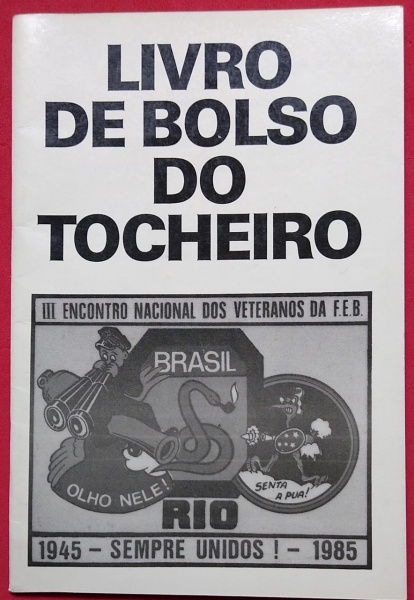 LIVRO
DE BOLSO
DO
TOCHEIRO
III ENCONTRO NACIONAL DOS VETERANOS DA F.E.B.
BRASIL
OLHO NELE!
SENTA
A PUA!
RIO
1945 – SEMPRE UNIDOS ! – 1985